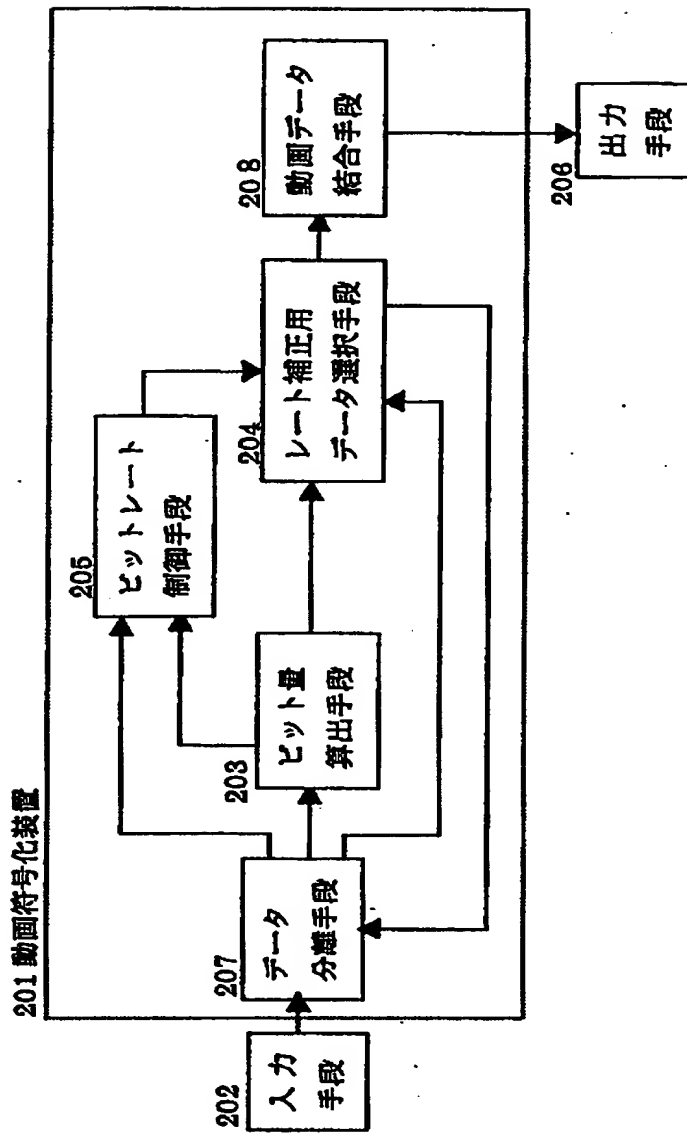 201 動画符号化装置
202
入力
手段
207
データ
分離手段
203
ビット量
算出手段
205
ビットレート
制御手段
204
レート補正用
データ選択手段
208
動画データ
結合手段
206
出力
手段